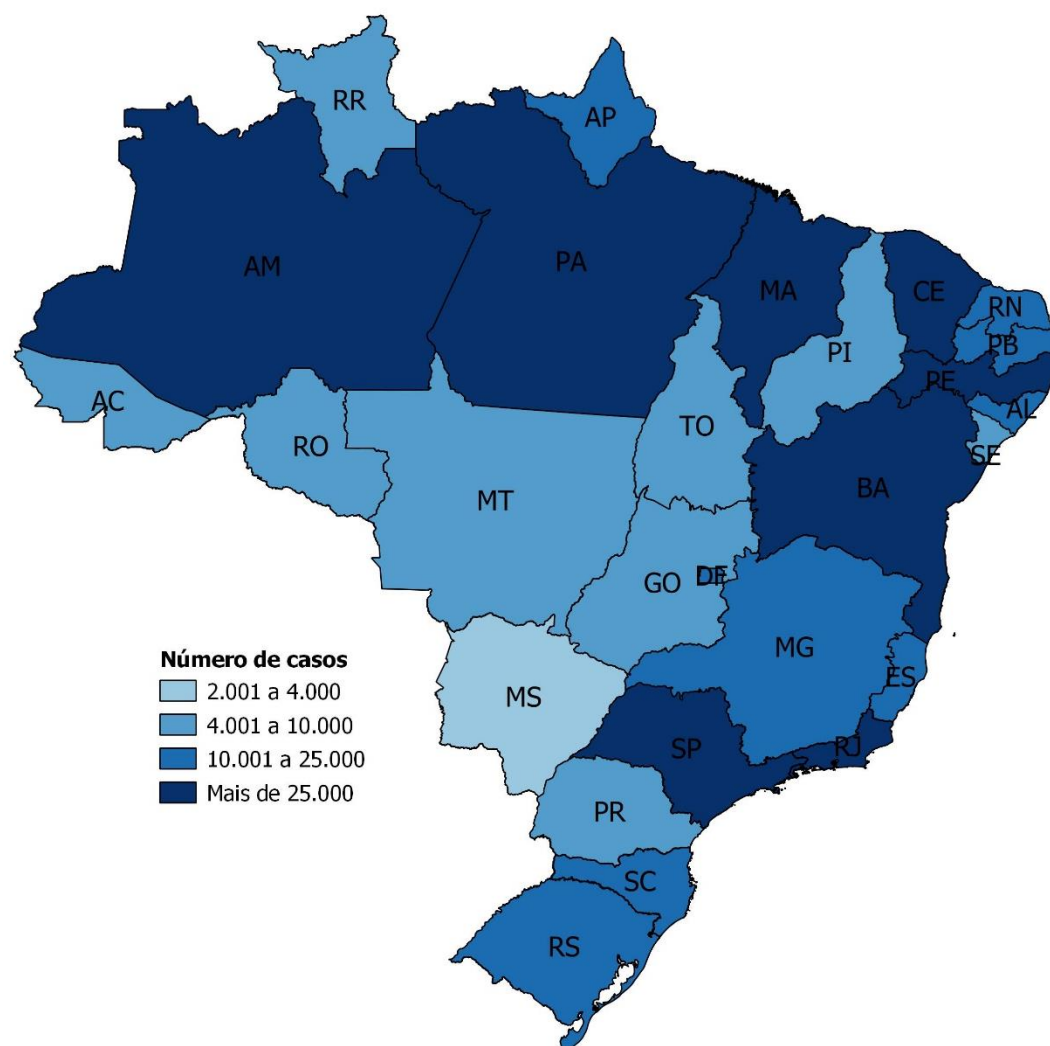 RR
AP
AM
PA
MA
CE
RN
PI
PB
PE
AC
AL
TO
RO
SE
BA
MT
GO
DF
MG
Número de casos
2.001 a 4.000
ES
MS
4.001 a 10.000
10.001 a 25.000
SP
RJ
Mais de 25.000
PR
SC
RS